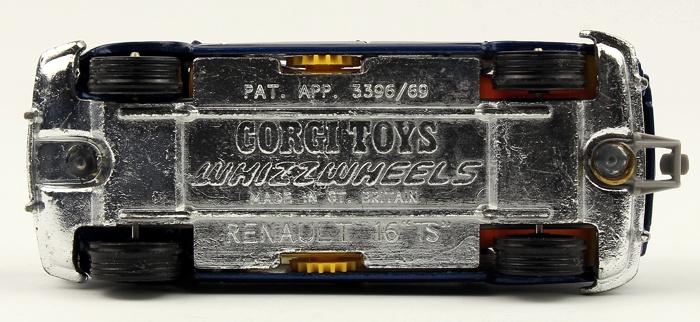 PAT. APP. 3396/69
CORGI TOYS
WHIZZWHEELS
MADE IN GT. BRITAIN
RENAULT 16 TS